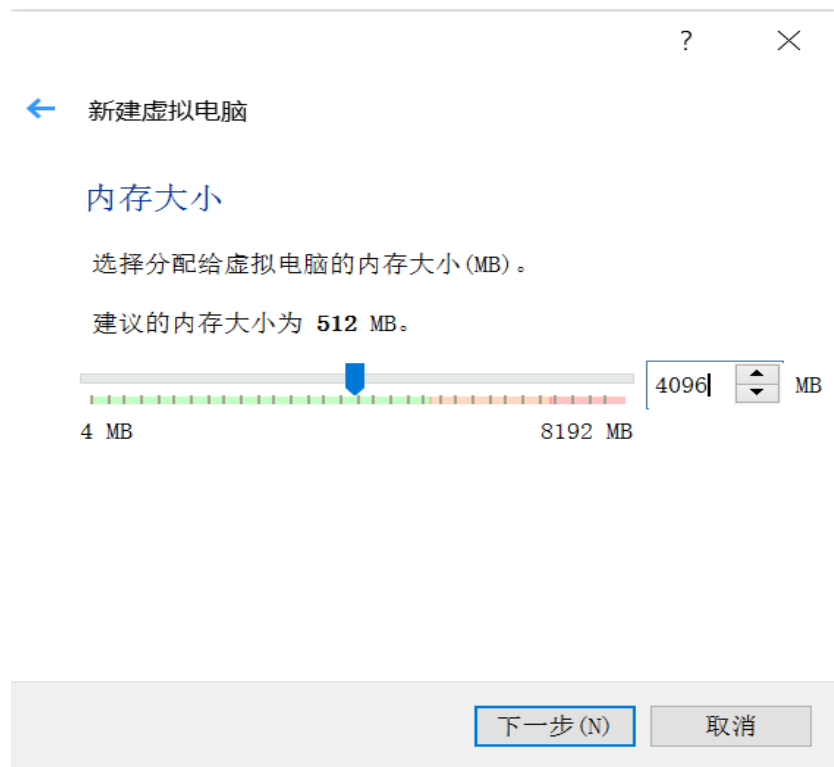 ?
新建虚拟电脑
内存大小
选择分配给虚拟电脑的内存大小(MB)。
建议的内存大小为 512 MB。
4096 MB
4 MB 8192 MB
下一步(N) 取消